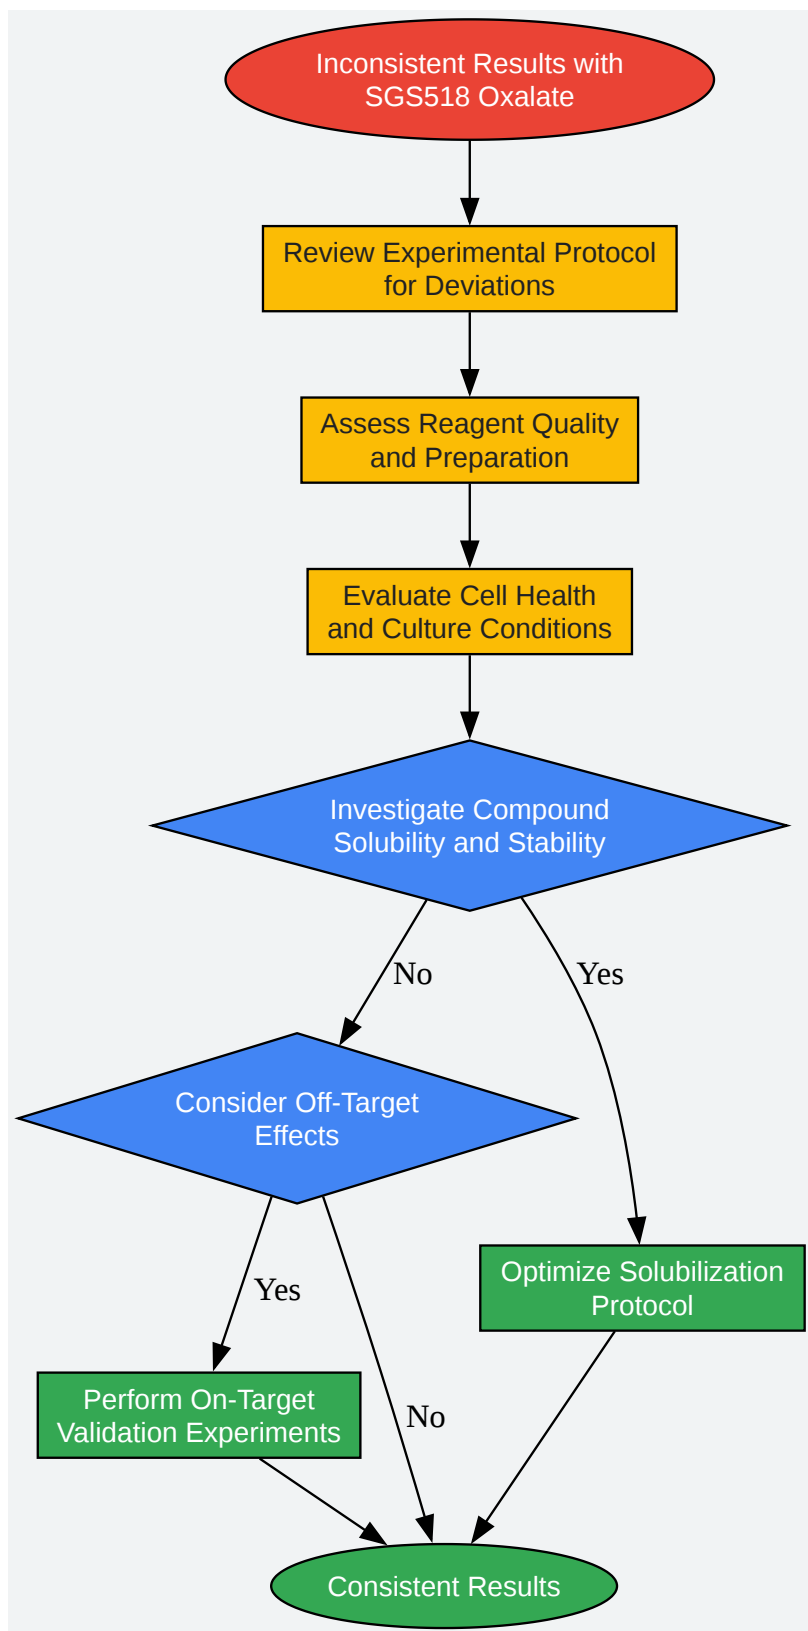 Inconsistent Results with
SGS518 Oxalate
Review Experimental Protocol
for Deviations
Assess Reagent Quality
and Preparation
Evaluate Cell Health
and Culture Conditions
Investigate Compound
Solubility and Stability
No
Yes
Consider Off-Target
Effects
Optimize Solubilization
Protocol
Yes
Perform On-Target
Validation Experiments
No
Consistent Results